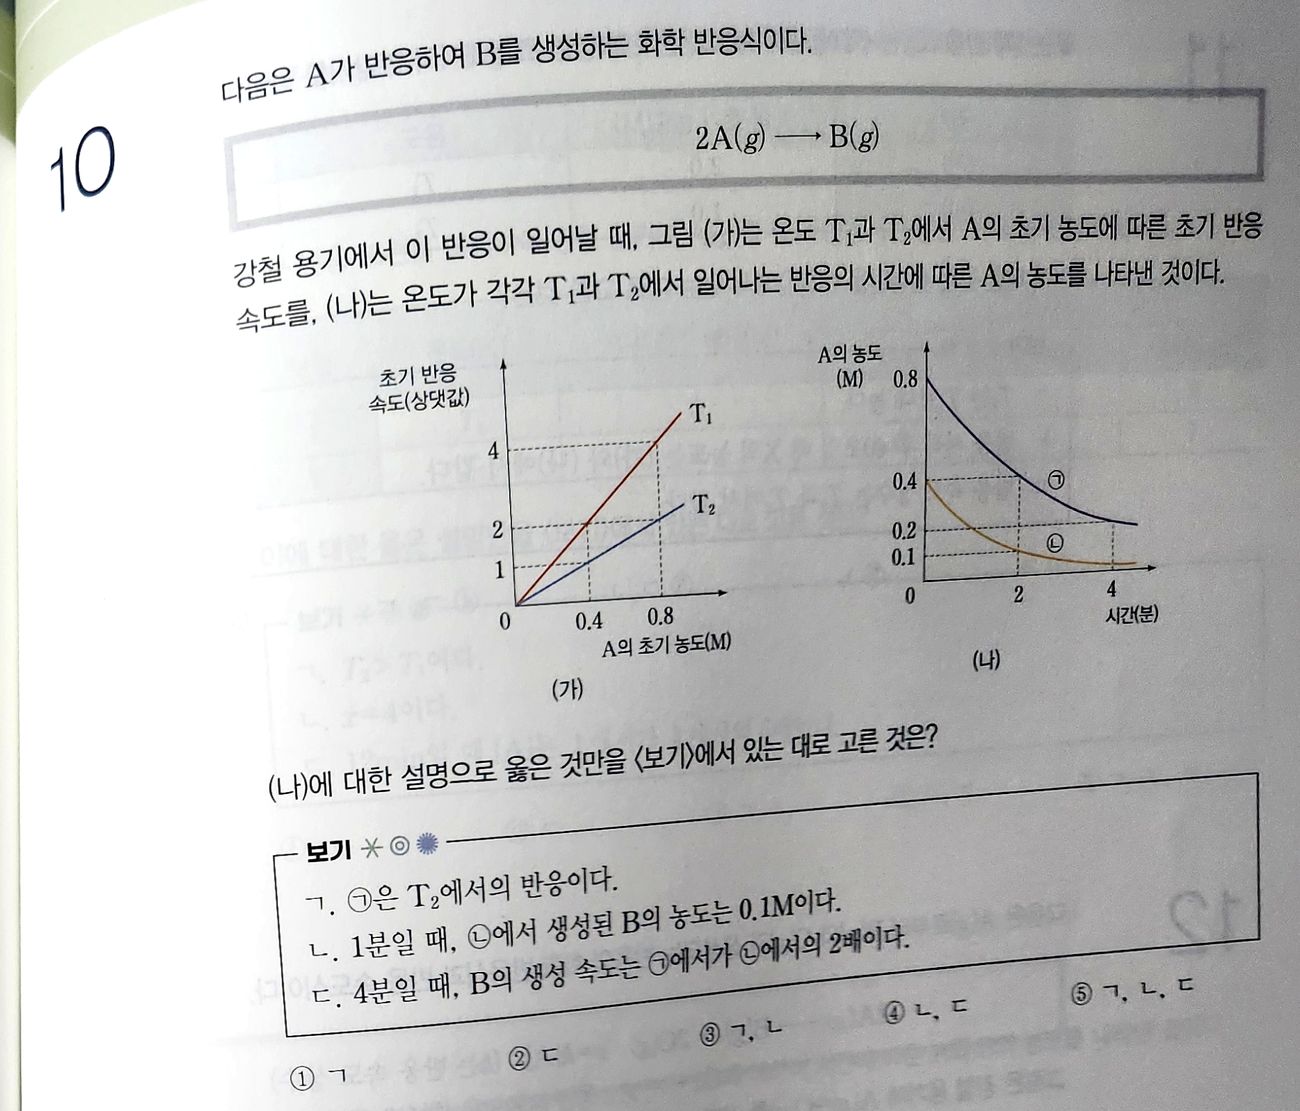 다음은 A가 반응하여 B를 생성하는 화학 반응식이다.
10
2A(g) ⟶ B(g)
강철 용기에서 이 반응이 일어날 때, 그림 (가)는 온도 T₁과 T₂에서 A의 초기 농도에 따른 초기 반응
속도를, (나)는 온도가 각각 T₁과 T₂에서 일어나는 반응의 시간에 따른 A의 농도를 나타낸 것이다.
초기 반응
속도(상댓값)
T₁
4
T₂
2
1
0
0.4
0.8
A의 초기 농도(M)
(가)
A의 농도
(M)
0.8
0.4
㉠
0.2
㉡
0.1
0
2
4
시간(분)
(나)
(나)에 대한 설명으로 옳은 것만을 〈보기〉에서 있는 대로 고른 것은?
보기
ㄱ. ㉠은 T₂에서의 반응이다.
ㄴ. 1분일 때, ㉡에서 생성된 B의 농도는 0.1M이다.
ㄷ. 4분일 때, B의 생성 속도는 ㉠에서가 ㉡에서의 2배이다.
① ㄱ ② ㄷ ③ ㄱ, ㄴ ④ ㄴ, ㄷ ⑤ ㄱ, ㄴ, ㄷ